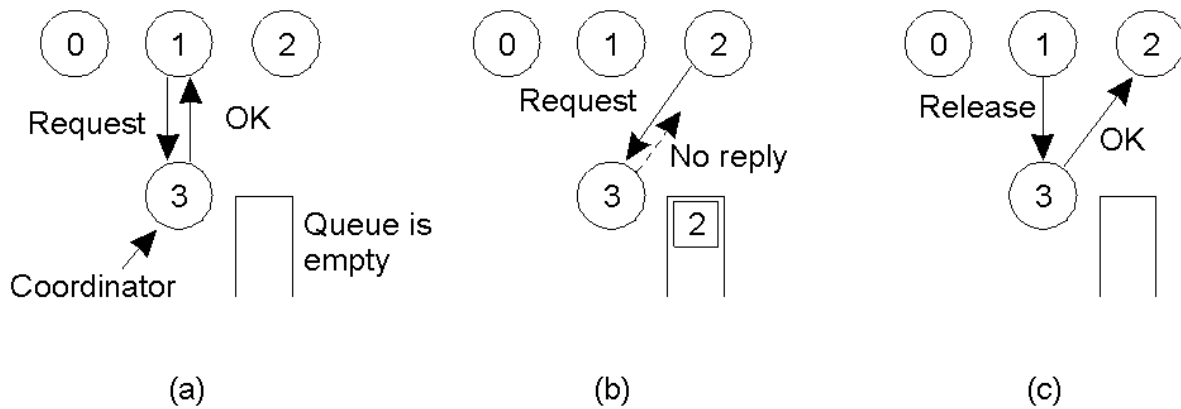 0 1 2
Request OK
3
Queue is
empty
Coordinator
(a)
0 1 2
Request
No reply
3
2
(b)
0 1 2
Release
OK
3
(c)